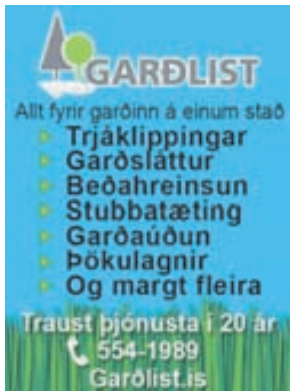 GARÐLIST
Allt fyrir garðinn á einum stað
Trjáklippingar
Garðsláttur
Beðahreinsun
Stubbatæting
Garðaúðun
Þökulagnir
Og margt fleira
Traust þjónusta í 20 ár
554-1989
Garðlist.is